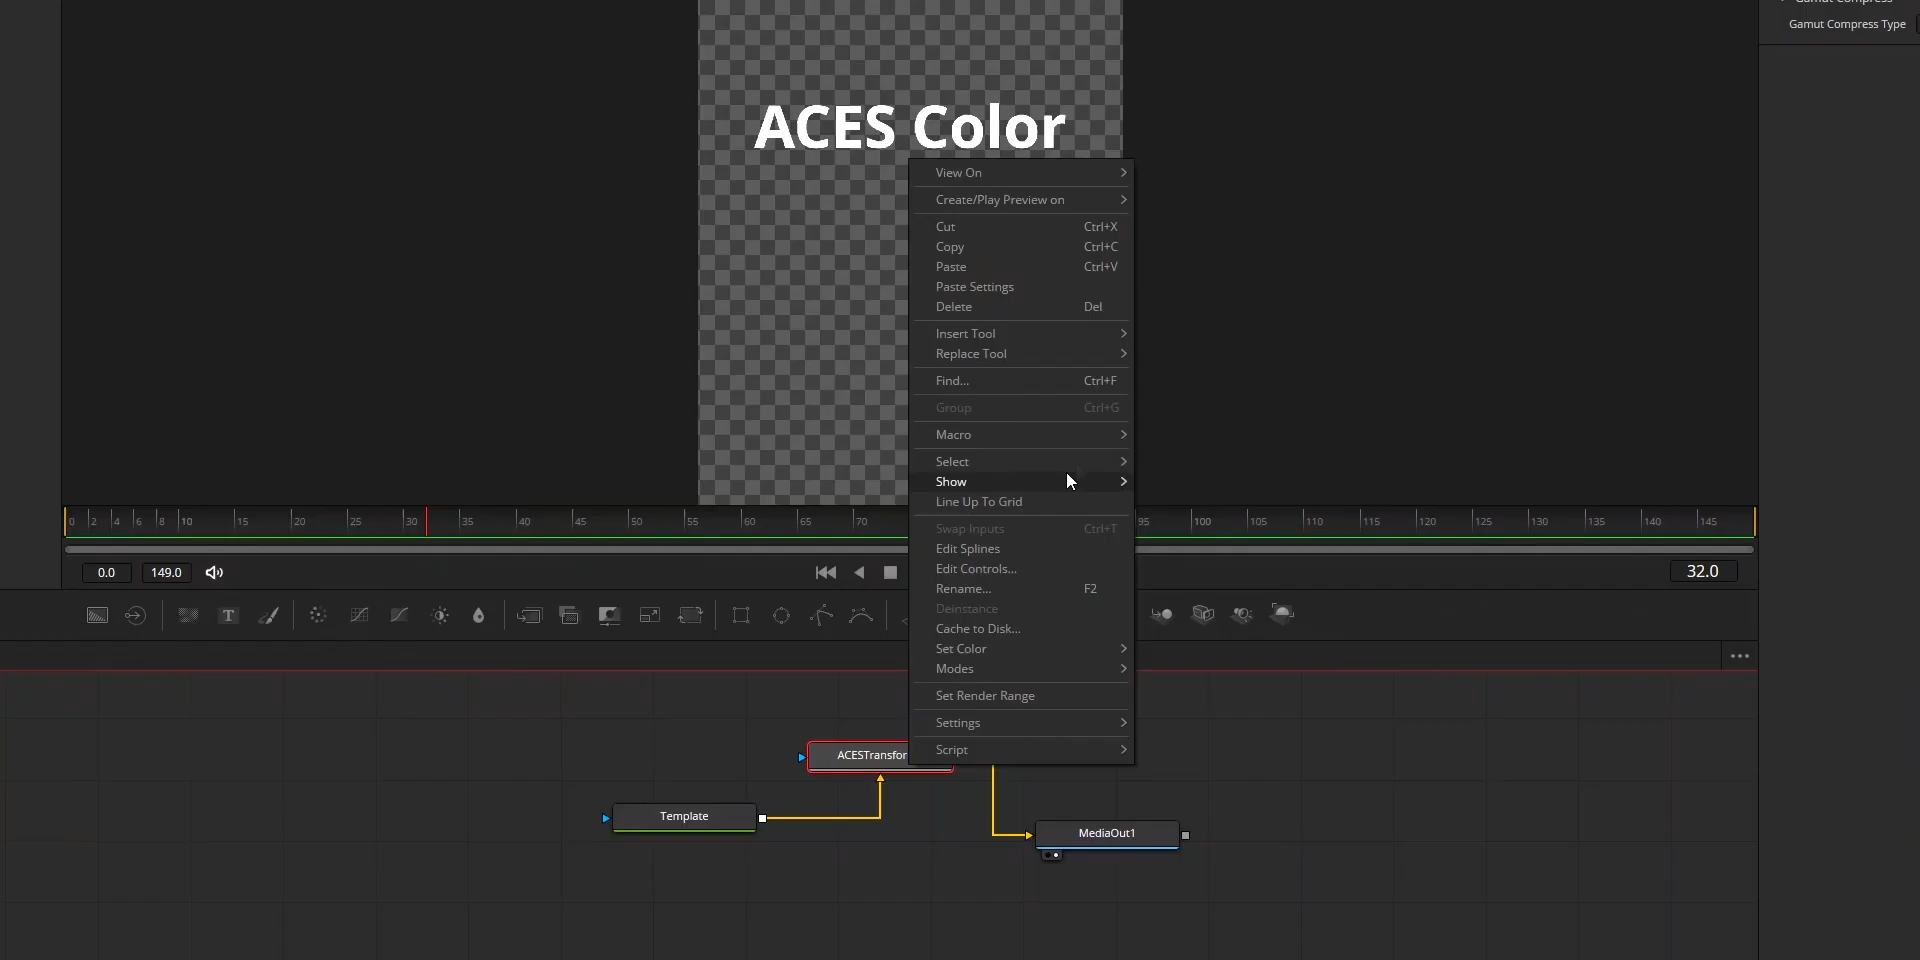 Gamut Compress
Gamut Compress Type
ACES Color
View On
Create/Play Preview on
Cut Ctrl+X
Copy Ctrl+C
Paste Ctrl+V
Paste Settings
Delete Del
Insert Tool
Replace Tool
Find... Ctrl+F
Group Ctrl+G
Macro
Select
Show
Line Up To Grid
Swap Inputs Ctrl+T
Edit Splines
Edit Controls...
Rename... F2
Deinstance
Cache to Disk...
Set Color
Modes
Set Render Range
Settings
Script
0 2 4 6 8 10 15 20 25 30 35 40 45 50 55 60 65 70 95 100 105 110 115 120 125 130 135 140 145
0.0 149.0 32.0
T
ACESTransfor
Template
MediaOut1